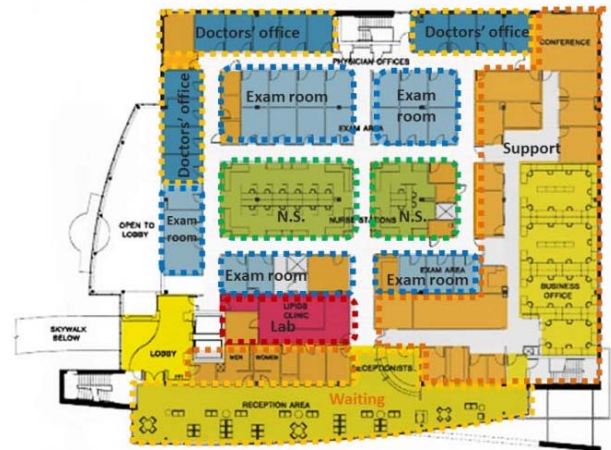 Doctors' office
Doctors' office
CONFERENCE
PHYSICIAN OFFICES
Doctors' office
Exam room
Exam
room
EXAM AREA
Support
N.S.
N.S.
NURSE STATIONS
Exam
room
OPEN TO
LOBBY
Exam room
EXAM AREA
Exam room
BUSINESS
OFFICE
LIPIDS
CLINIC
Lab
SKYWALK
BELOW
LOBBY
MEN
WOMEN
RECEPTIONISTS
Waiting
RECEPTION AREA